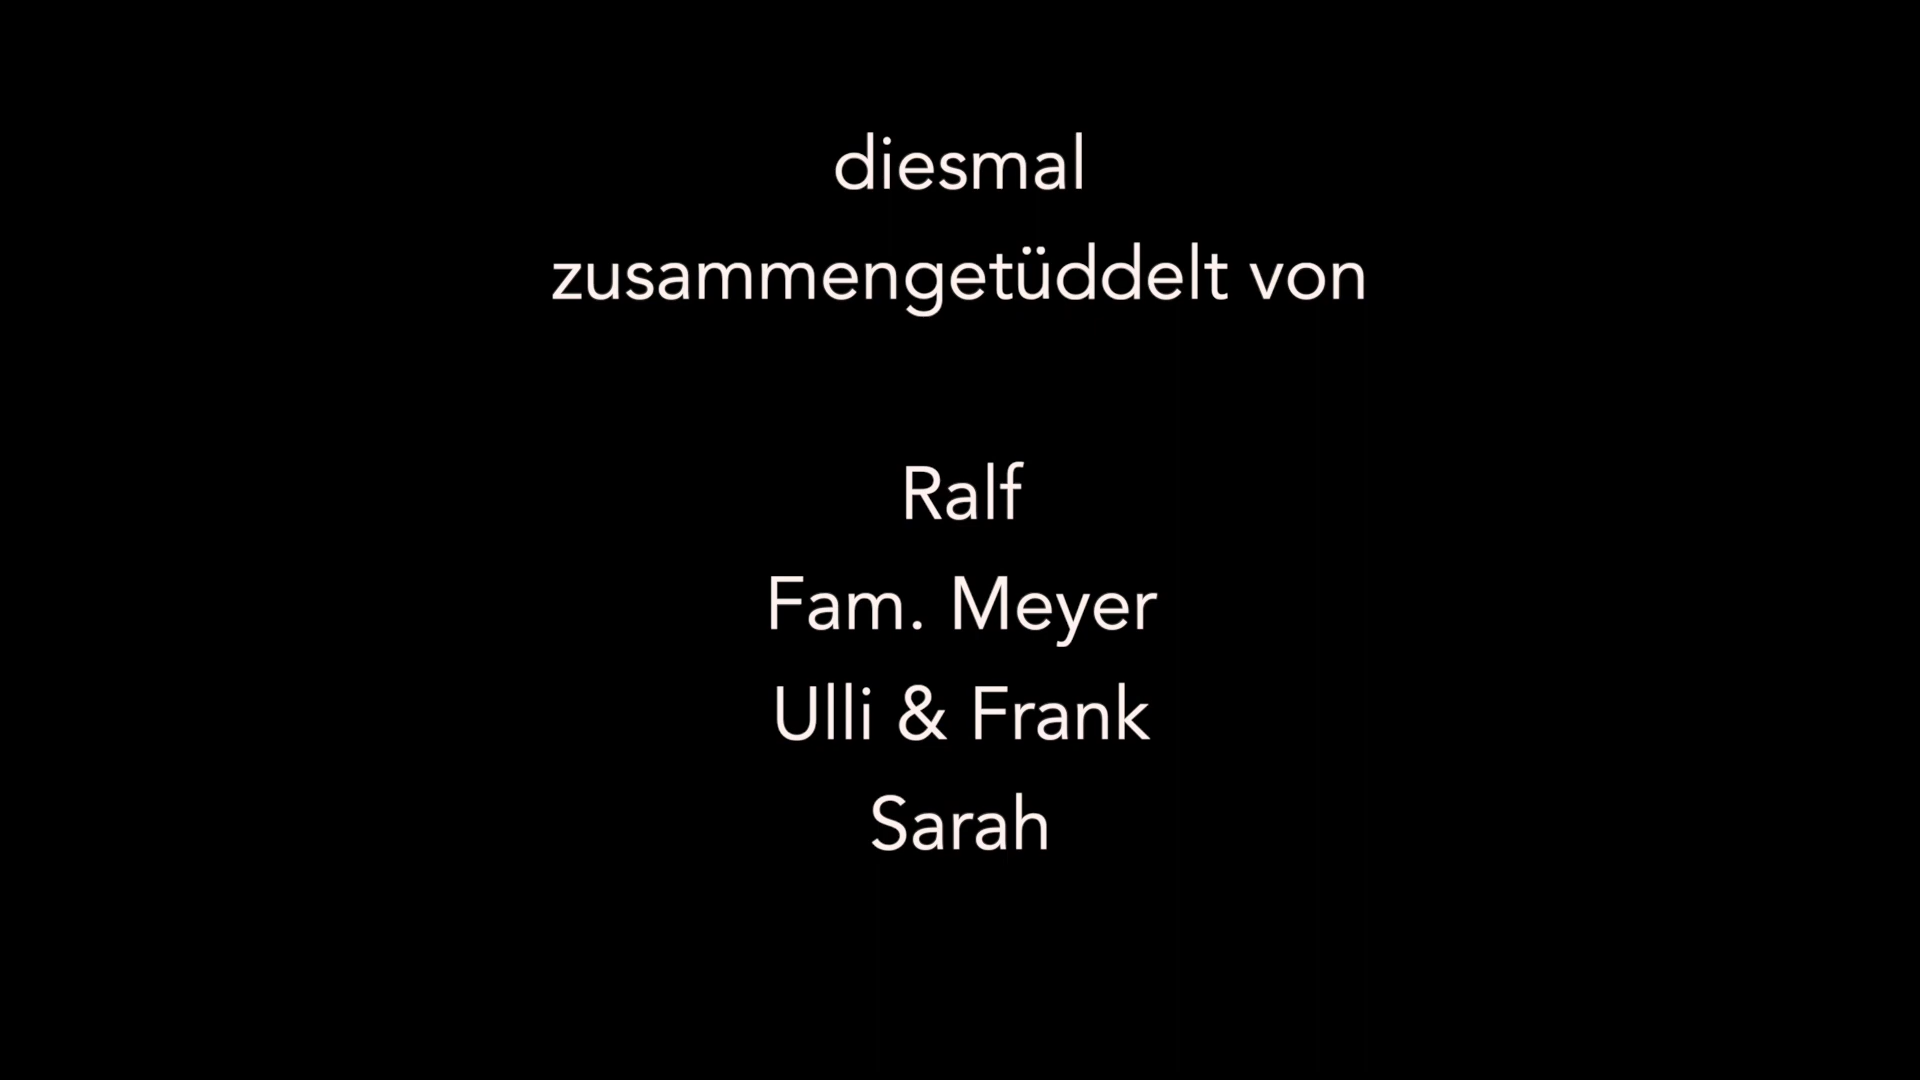 diesmal
zusammengetüddelt von
Ralf
Fam. Meyer
Ulli & Frank
Sarah